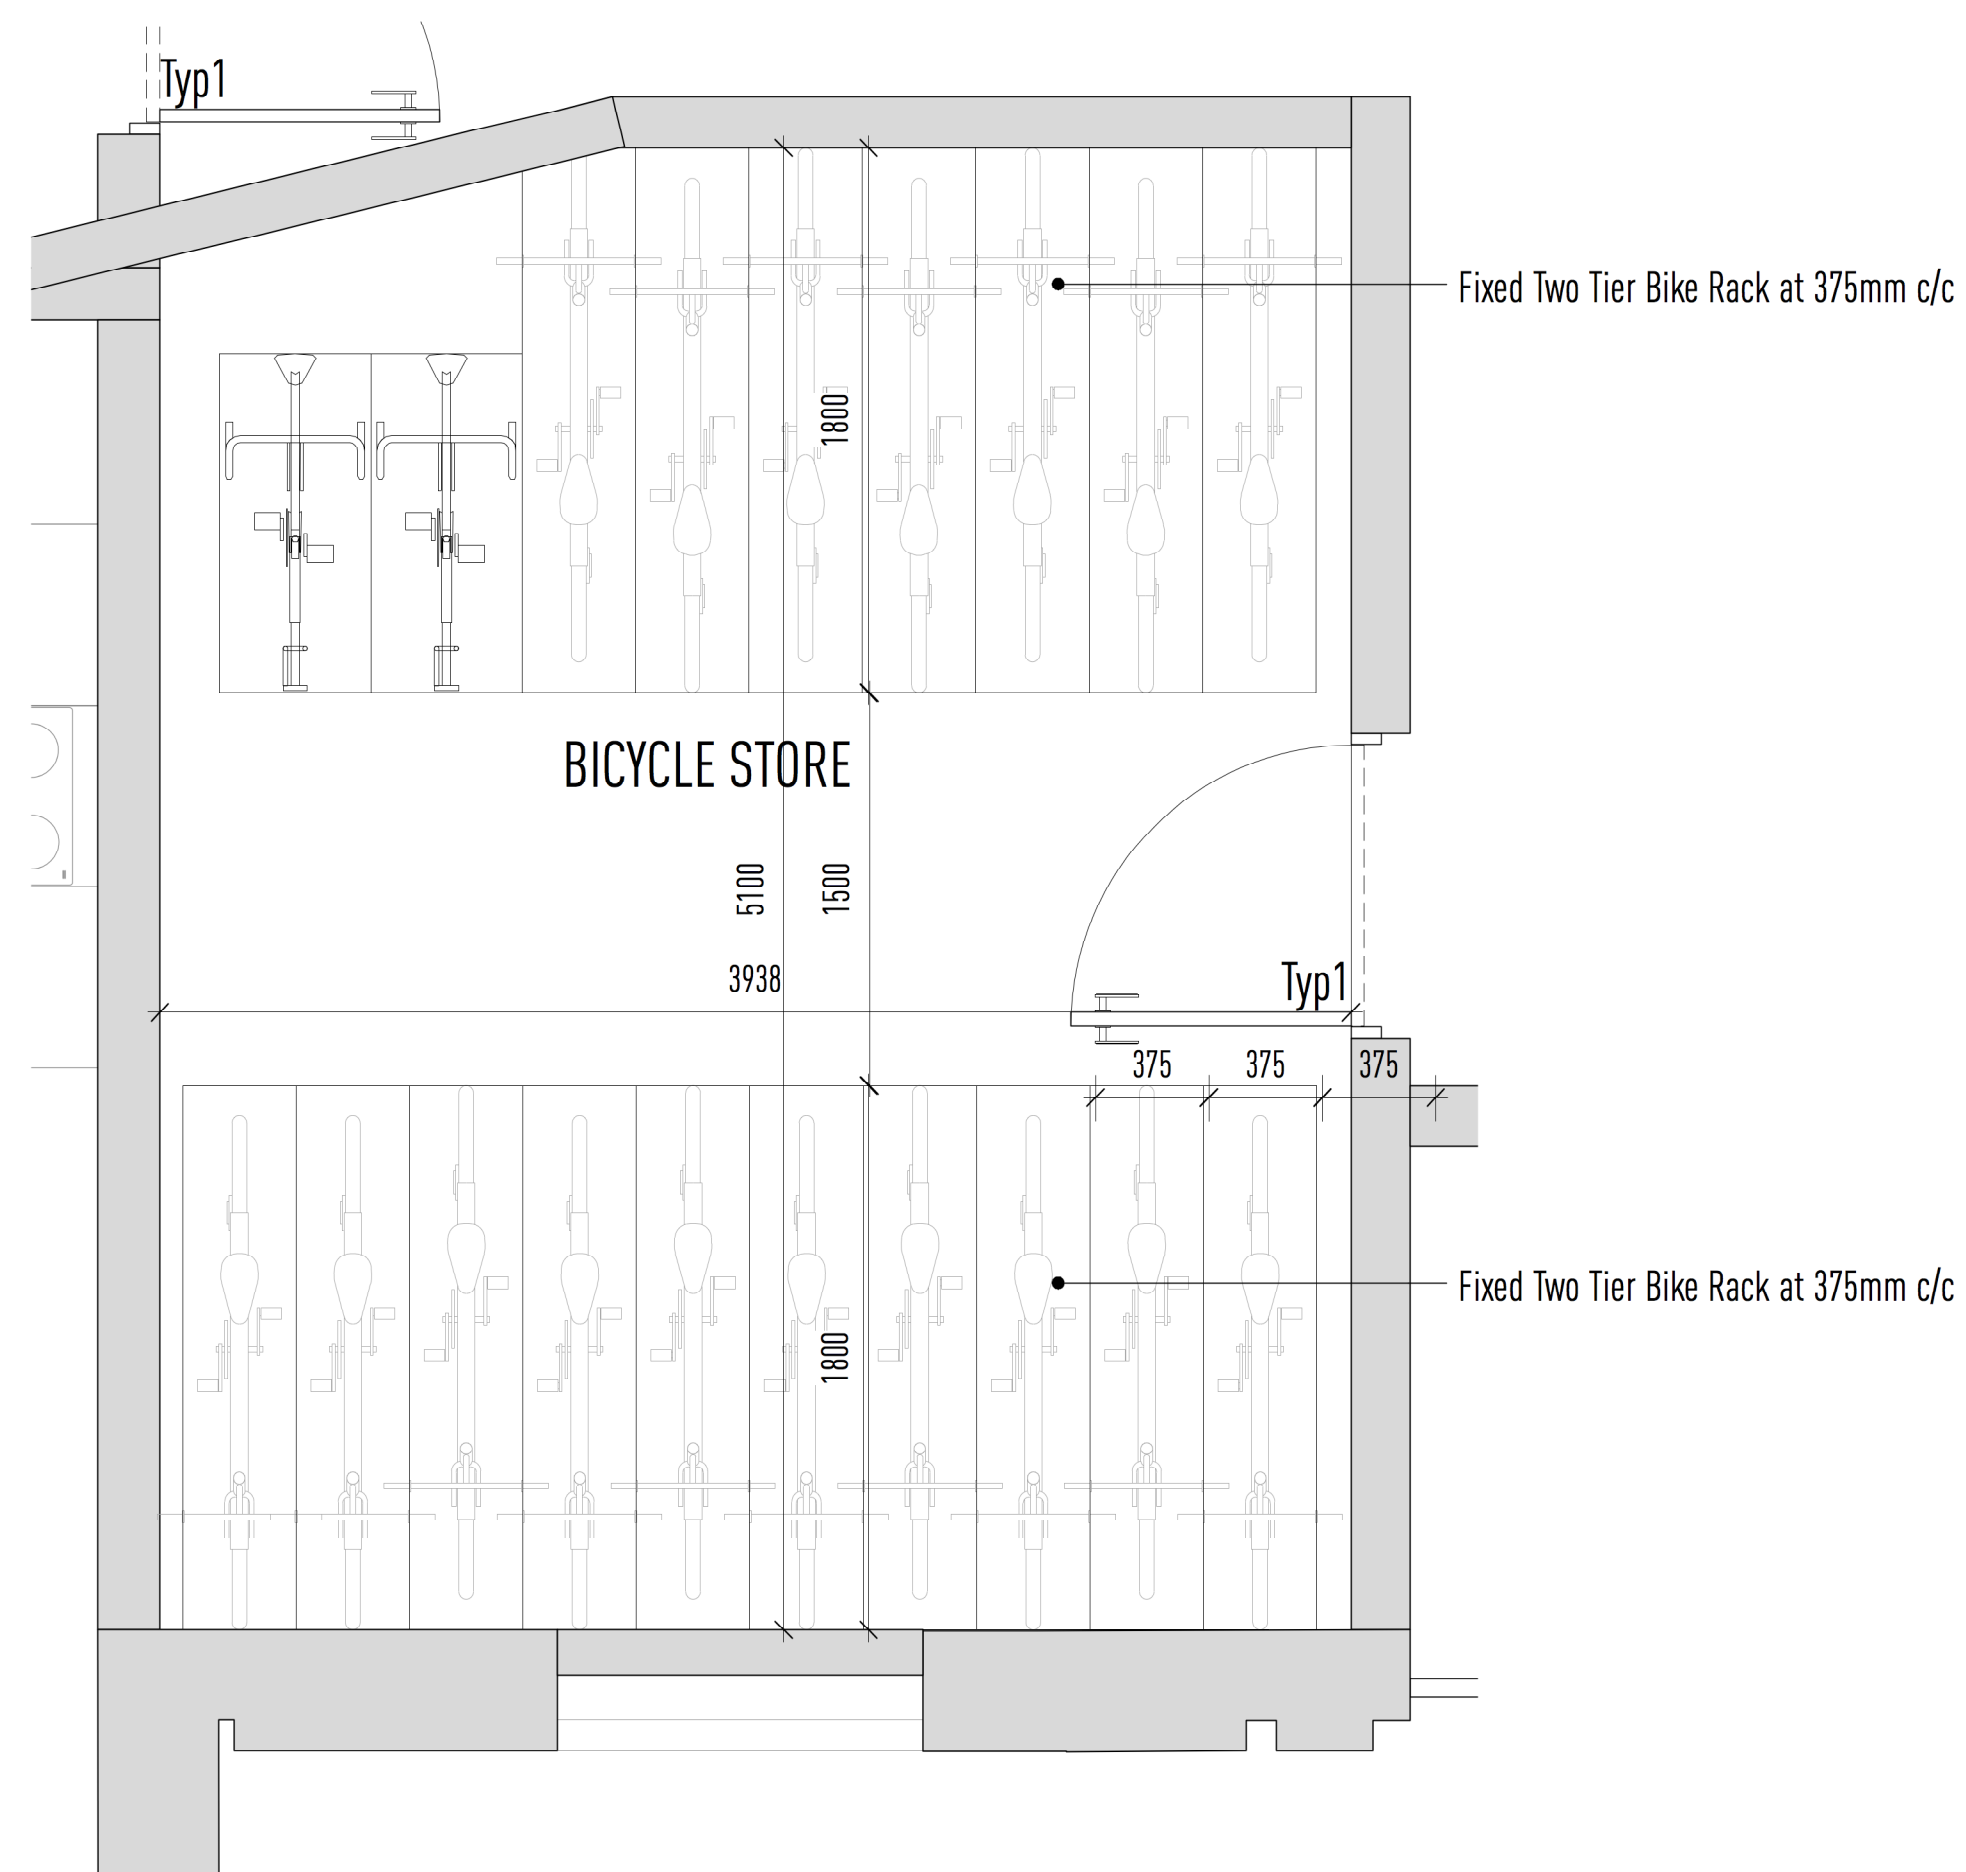 Typ1
Fixed Two Tier Bike Rack at 375mm c/c
1800
BICYCLE STORE
5100
1500
3938
Typ1
375
375
375
Fixed Two Tier Bike Rack at 375mm c/c
1800